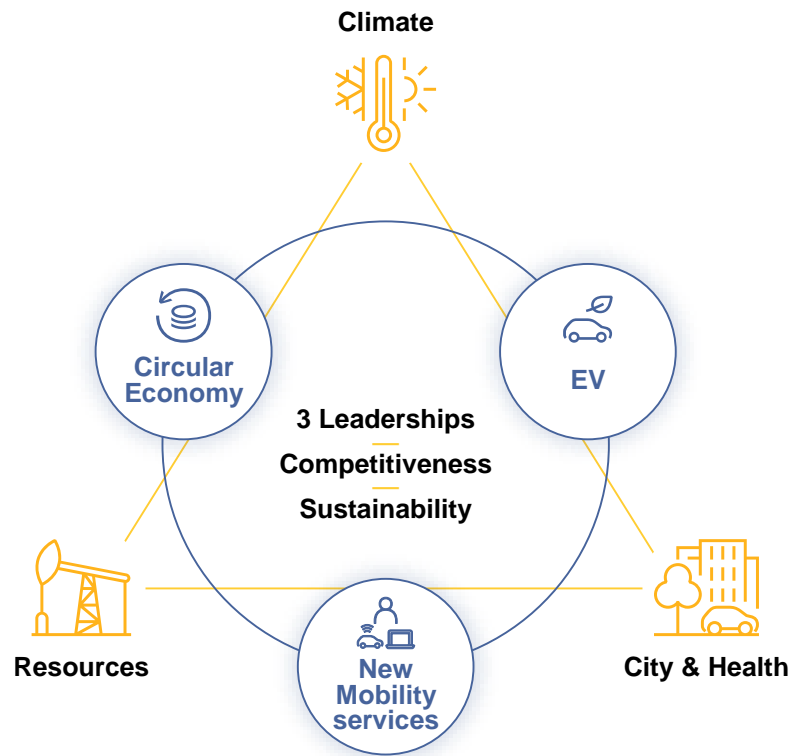 Climate
Circular
Economy
EV
3 Leaderships
Competitiveness
Sustainability
Resources
New
Mobility
services
City & Health